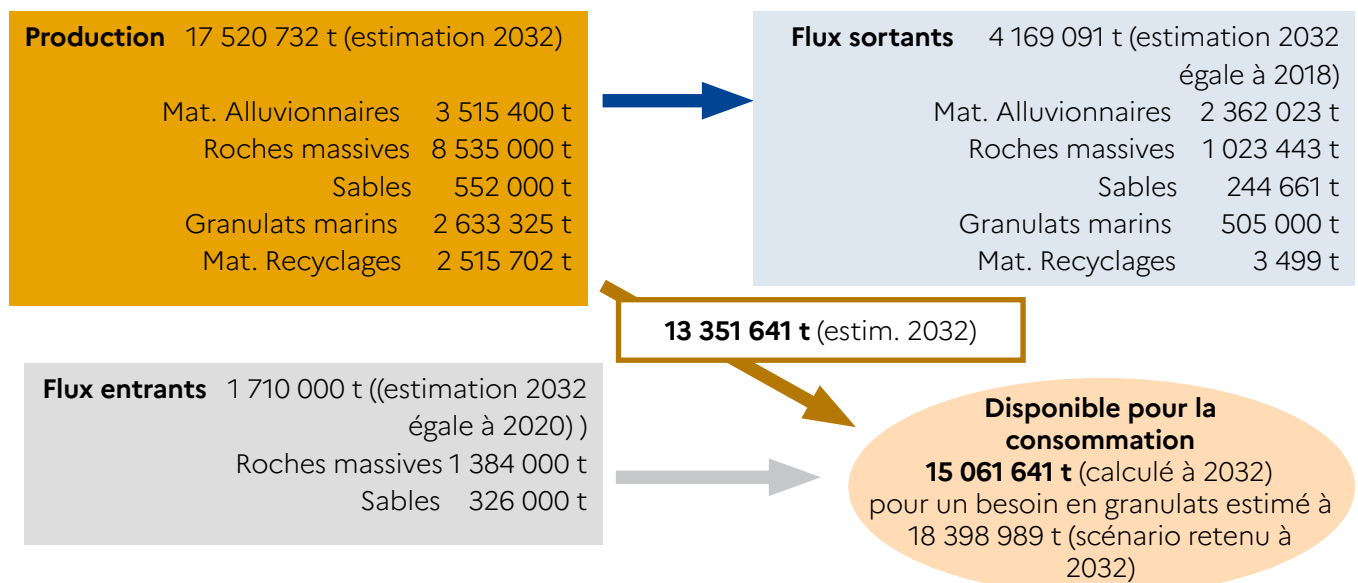 Production 17 520 732 t (estimation 2032)
Mat. Alluvionnaires 3 515 400 t
Roches massives 8 535 000 t
Sables 552 000 t
Granulats marins 2 633 325 t
Mat. Recyclages 2 515 702 t
Flux sortants 4 169 091 t (estimation 2032
égale à 2018)
Mat. Alluvionnaires 2 362 023 t
Roches massives 1 023 443 t
Sables 244 661 t
Granulats marins 505 000 t
Mat. Recyclages 3 499 t
13 351 641 t (estim. 2032)
Flux entrants 1 710 000 t ((estimation 2032
égale à 2020) )
Roches massives 1 384 000 t
Sables 326 000 t
Disponible pour la
consommation
15 061 641 t (calculé à 2032)
pour un besoin en granulats estimé à
18 398 989 t (scénario retenu à
2032)